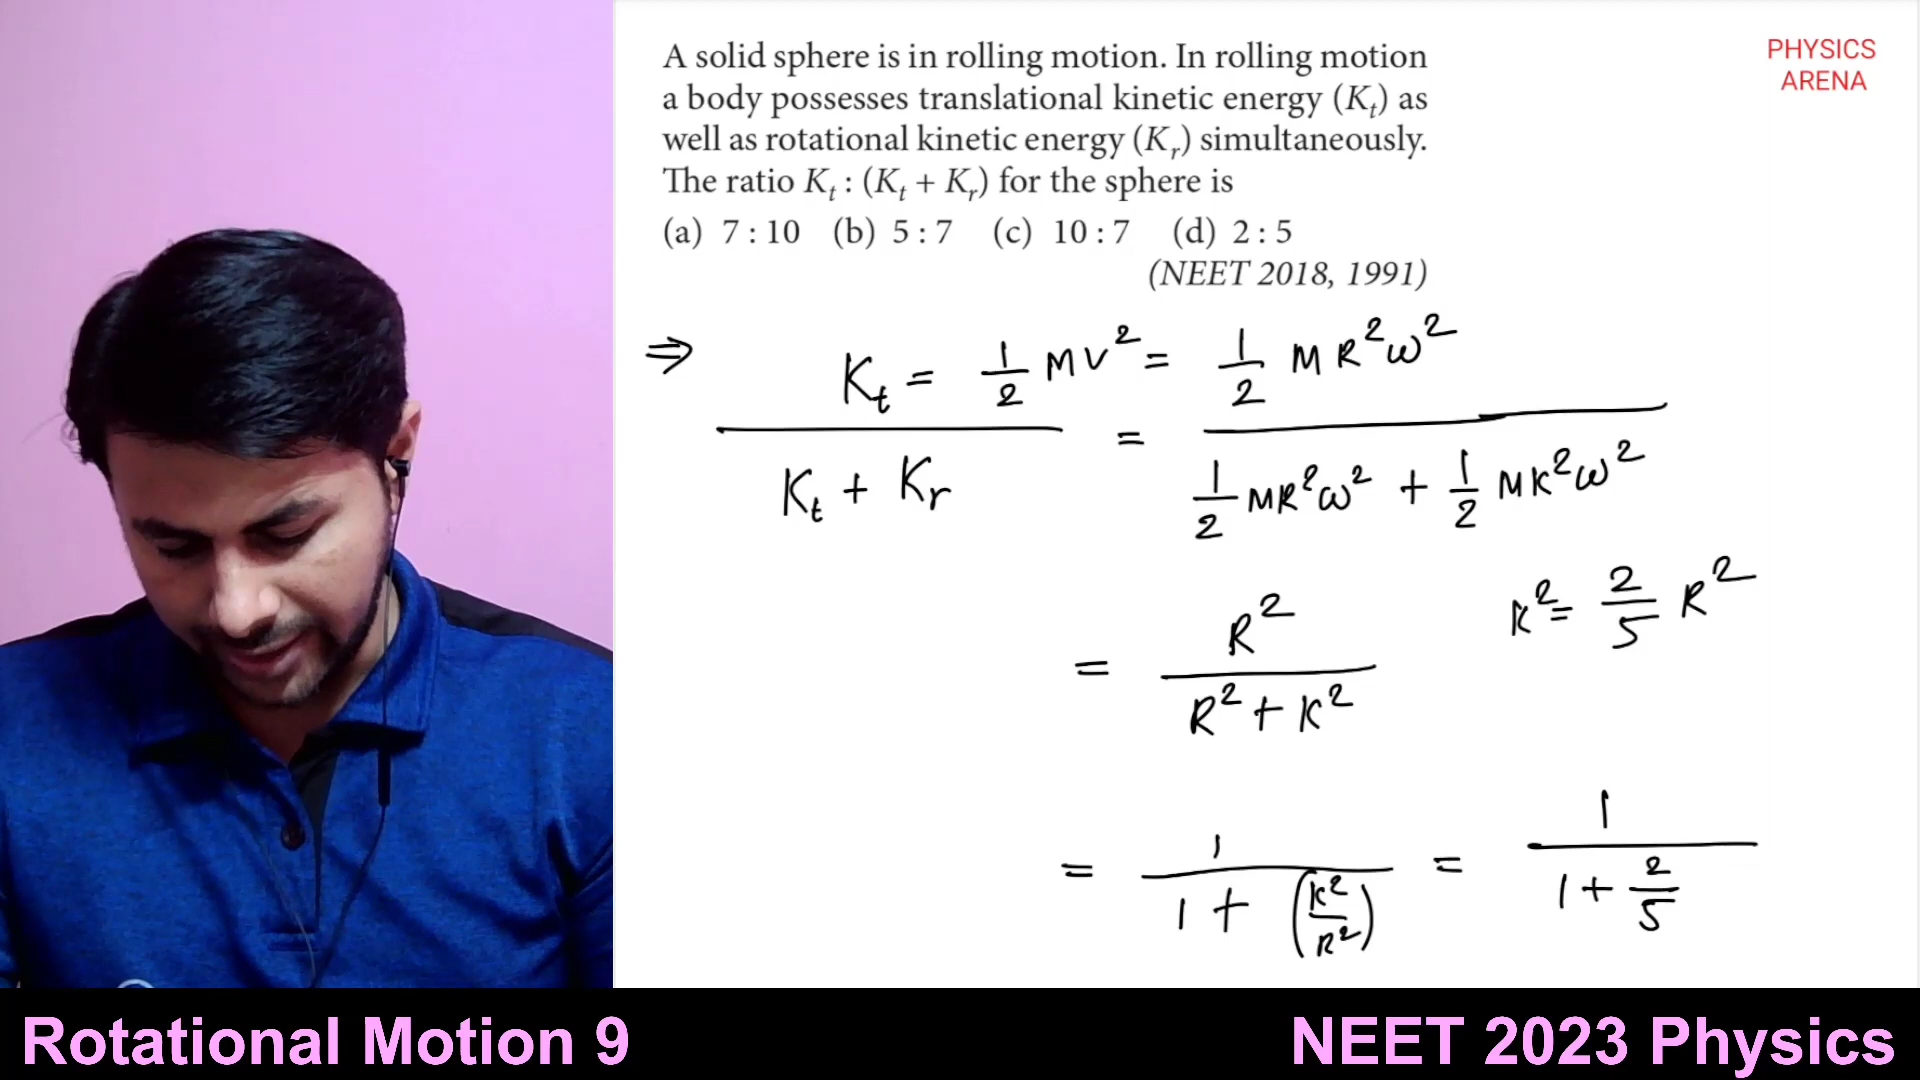 A solid sphere is in rolling motion. In rolling motion
a body possesses translational kinetic energy (Kt) as
well as rotational kinetic energy (Kr) simultaneously.
The ratio Kt : (Kt + Kr) for the sphere is
(a) 7 : 10 (b) 5 : 7 (c) 10 : 7 (d) 2 : 5
(NEET 2018, 1991)
PHYSICS
ARENA
⇒ Kt = 1/2 MV² = 1/2 MR²ω²
Kt + Kr = 1/2 MR²ω² + 1/2 MK²ω²
= R² / R² + K²
K² = 2/5 R²
= 1 / 1 + (K²/R²) = 1 / 1 + 2/5
Rotational Motion 9
NEET 2023 Physics